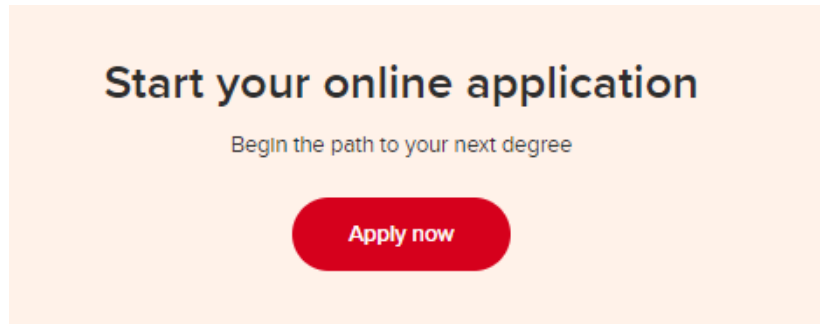 Start your online application
Begin the path to your next degree
Apply now